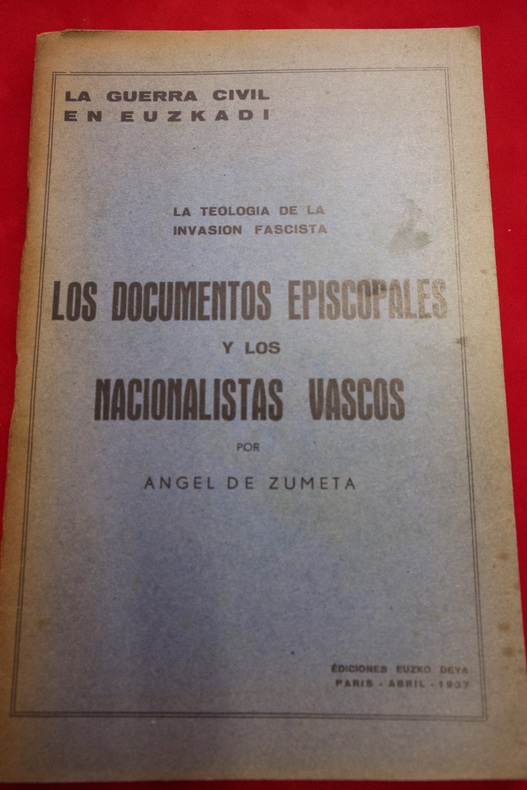 LA GUERRA CIVIL
EN EUZKADI
LA TEOLOGIA DE LA
INVASION FASCISTA
LOS DOCUMENTOS EPISCOPALES
Y LOS
NACIONALISTAS VASCOS
POR
ANGEL DE ZUMETA
ÉDICIONES EUZKO DEYA
PARIS - ABRIL - 1937